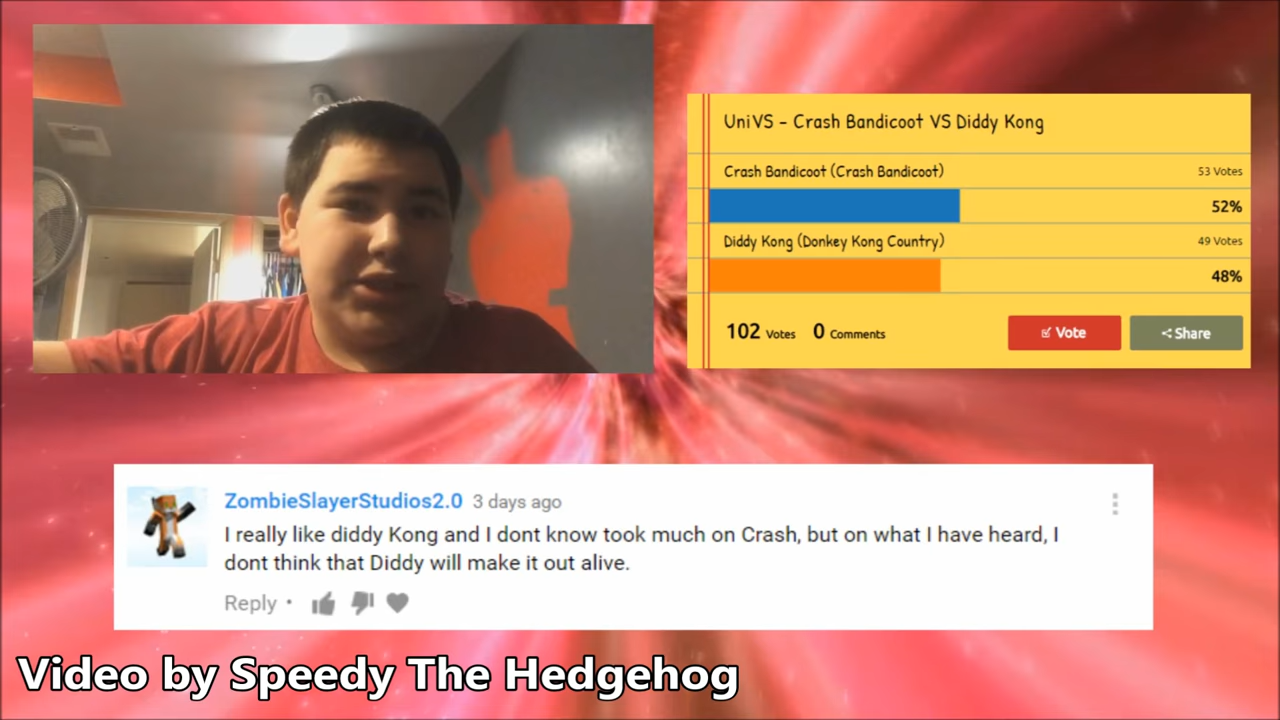 UniVS - Crash Bandicoot VS Diddy Kong
Crash Bandicoot (Crash Bandicoot)
53 Votes
52%
Diddy Kong (Donkey Kong Country)
49 Votes
48%
102 Votes 0 Comments
Vote
Share
ZombieSlayerStudios2.0 3 days ago
I really like diddy Kong and I dont know took much on Crash, but on what I have heard, I
dont think that Diddy will make it out alive.
Reply •
Video by Speedy The Hedgehog